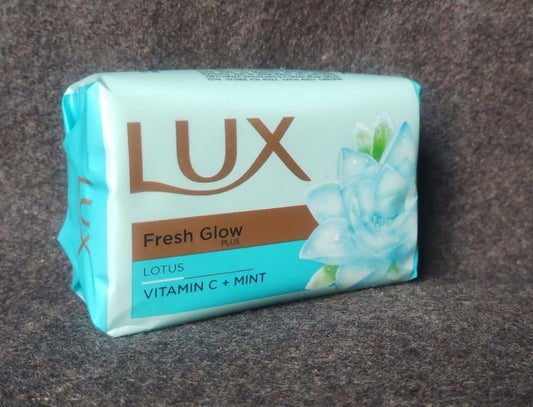 LUX
Fresh Glow
PLUS
LOTUS
VITAMIN C + MINT
LUX